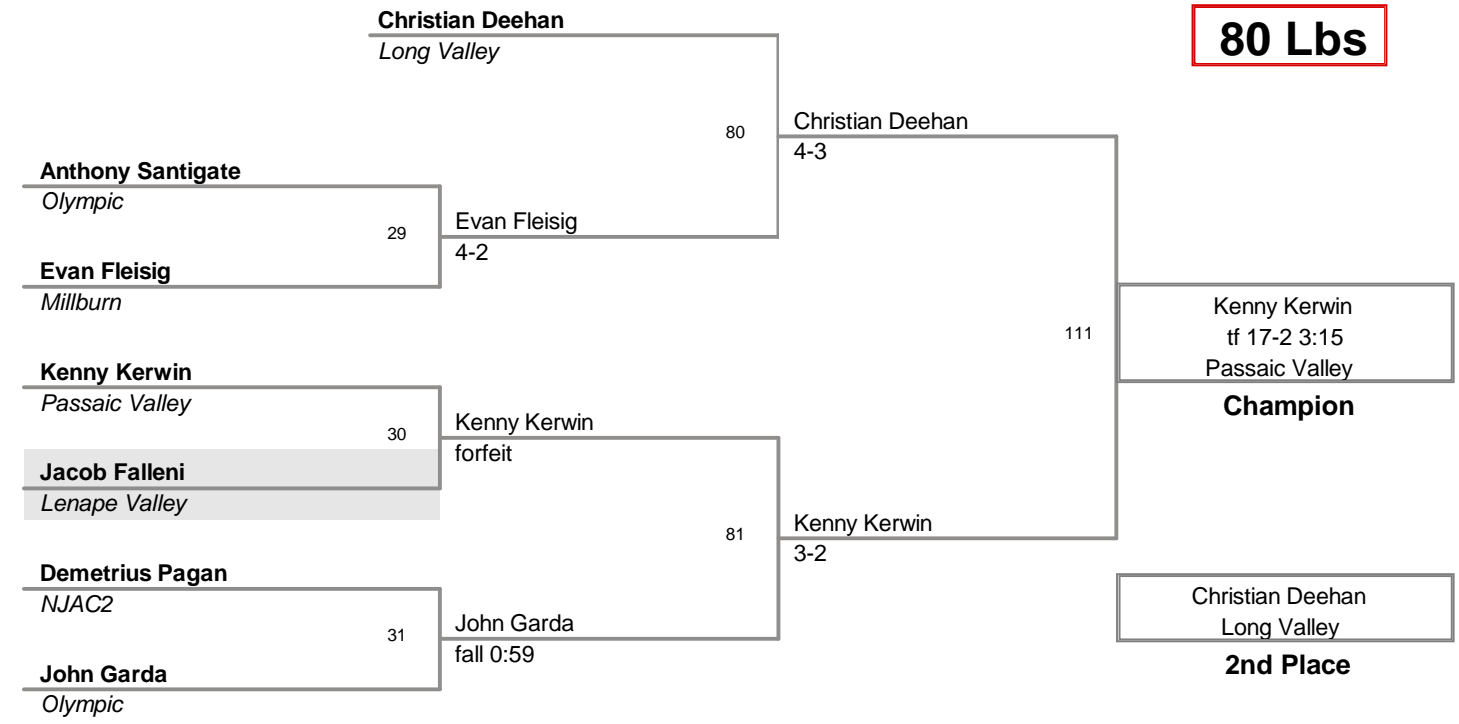 Christian Deehan
Long Valley
80 Lbs
80
Christian Deehan
4-3
Anthony Santigate
Olympic
29
Evan Fleisig
4-2
Evan Fleisig
Millburn
111
Kenny Kerwin
tf 17-2 3:15
Passaic Valley
Champion
Kenny Kerwin
Passaic Valley
30
Kenny Kerwin
forfeit
Jacob Falleni
Lenape Valley
81
Kenny Kerwin
3-2
Demetrius Pagan
NJAC2
31
John Garda
fall 0:59
John Garda
Olympic
Christian Deehan
Long Valley
2nd Place